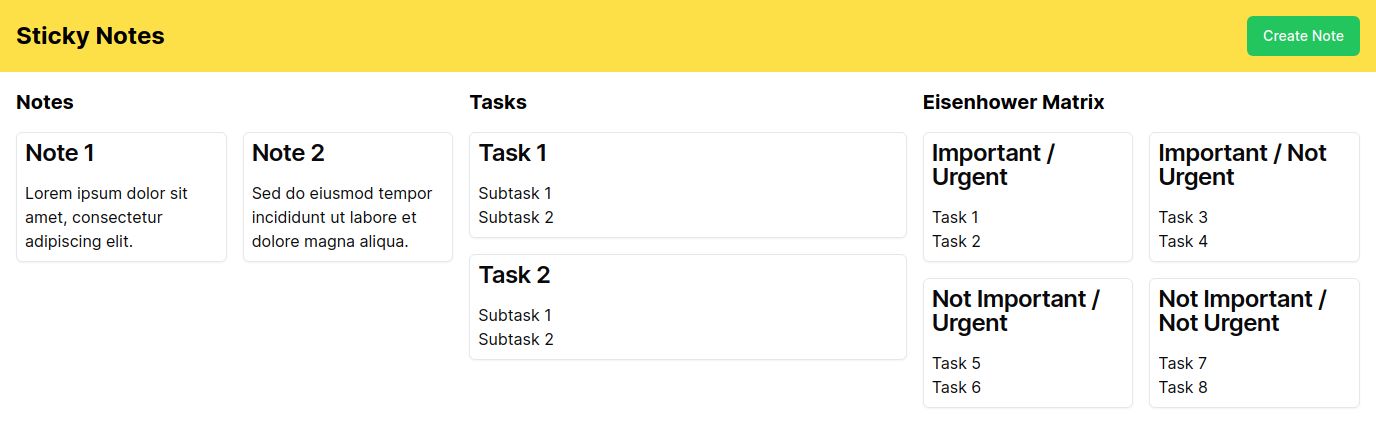 Sticky Notes
Create Note
Notes
Note 1
Lorem ipsum dolor sit
amet, consectetur
adipiscing elit.
Note 2
Sed do eiusmod tempor
incididunt ut labore et
dolore magna aliqua.
Tasks
Task 1
Subtask 1
Subtask 2
Task 2
Subtask 1
Subtask 2
Eisenhower Matrix
Important /
Urgent
Task 1
Task 2
Important / Not
Urgent
Task 3
Task 4
Not Important /
Urgent
Task 5
Task 6
Not Important /
Not Urgent
Task 7
Task 8